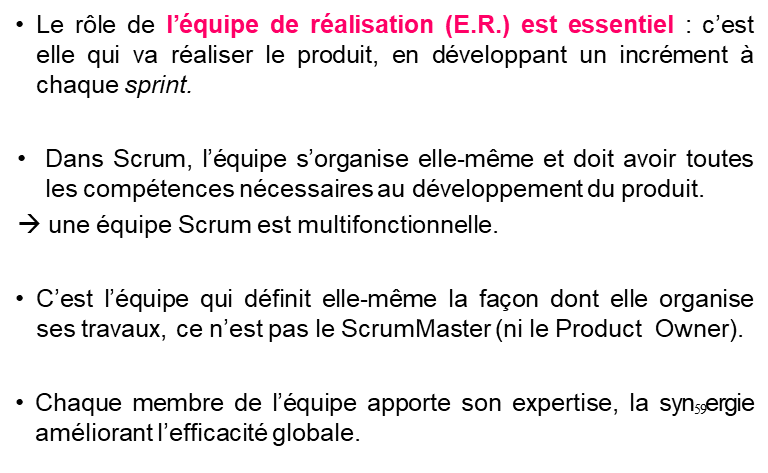 • Le rôle de l’équipe de réalisation (E.R.) est essentiel : c’est
elle qui va réaliser le produit, en développant un incrément à
chaque sprint.
• Dans Scrum, l’équipe s’organise elle-même et doit avoir toutes
les compétences nécessaires au développement du produit.
→ une équipe Scrum est multifonctionnelle.
• C’est l’équipe qui définit elle-même la façon dont elle organise
ses travaux, ce n’est pas le ScrumMaster (ni le Product Owner).
• Chaque membre de l’équipe apporte son expertise, la synergie
59
améliorant l’efficacité globale.